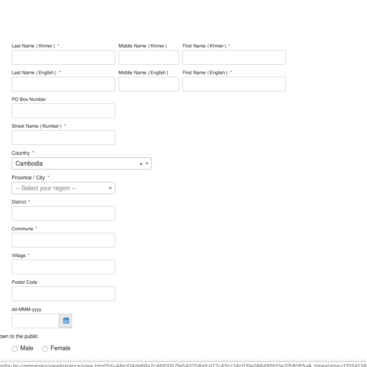 Last Name ( Khmer ) * Middle Name ( Khmer ) First Name ( Khmer ) *
Last Name ( English ) * Middle Name ( English ) First Name ( English ) *
PO Box Number
Street Name ( Number ) *
Country *
Cambodia × ▾
Province / City *
-- Select your region --
District *
Commune *
Village *
Postal Code
dd-MMM-yyyy
own to the public
Male Female